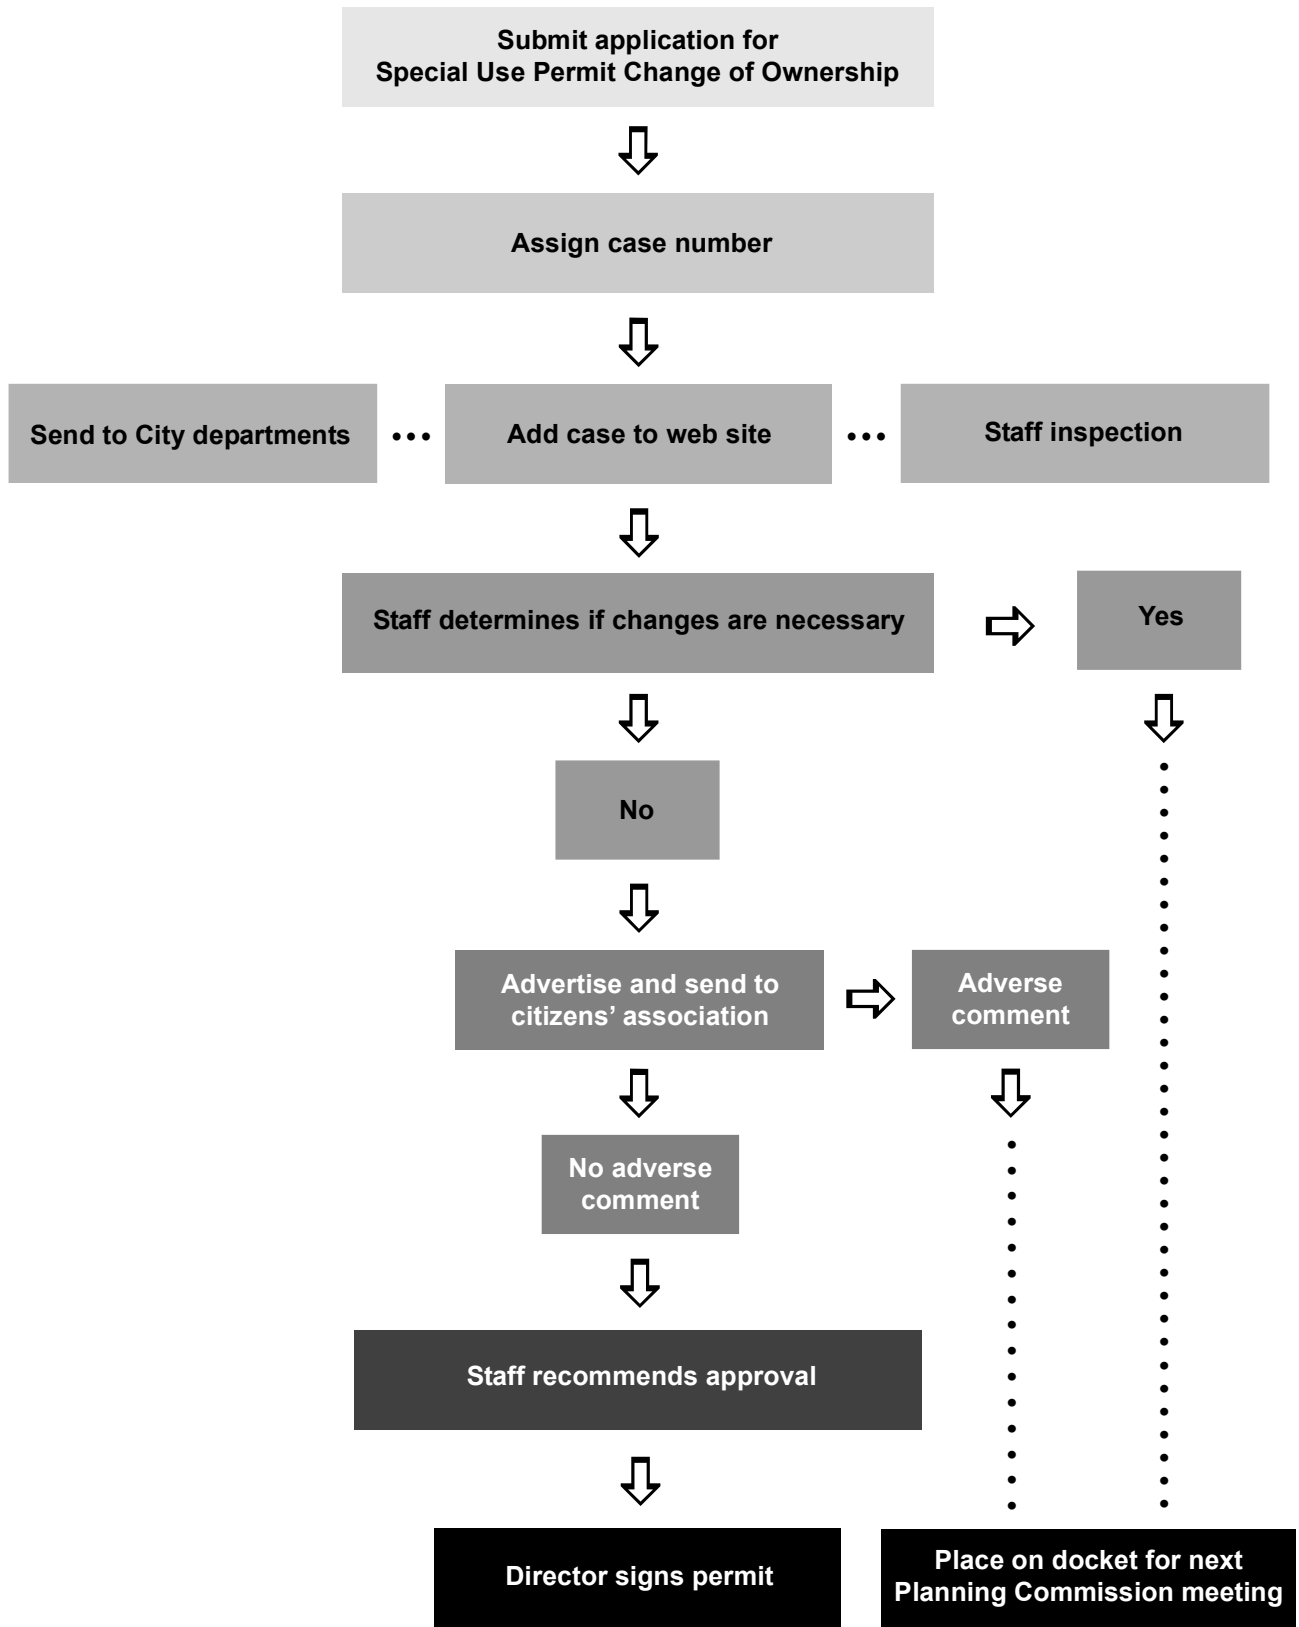 Submit application for
Special Use Permit Change of Ownership
Assign case number
Send to City departments
Add case to web site
Staff inspection
Staff determines if changes are necessary
Yes
No
Advertise and send to
citizens’ association
Adverse
comment
No adverse
comment
Staff recommends approval
Director signs permit
Place on docket for next
Planning Commission meeting